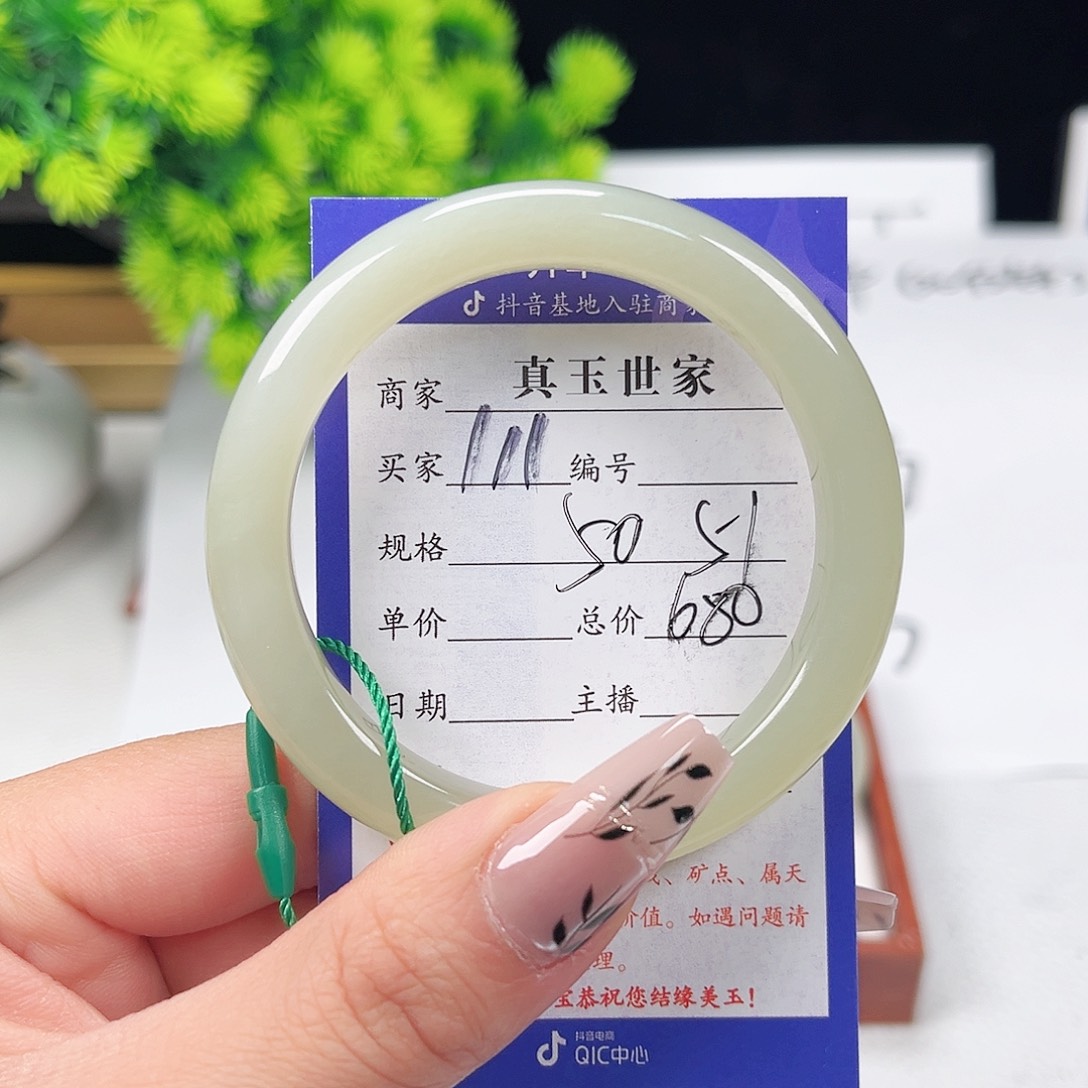 抖音基地入驻商
商家 真玉世家
买家 111 编号
规格 50 51
单价 总价 680
日期 主播
、矿点、属天
价值。如遇问题请
理。
宝恭祝您结缘美玉!
抖音电商
QIC中心